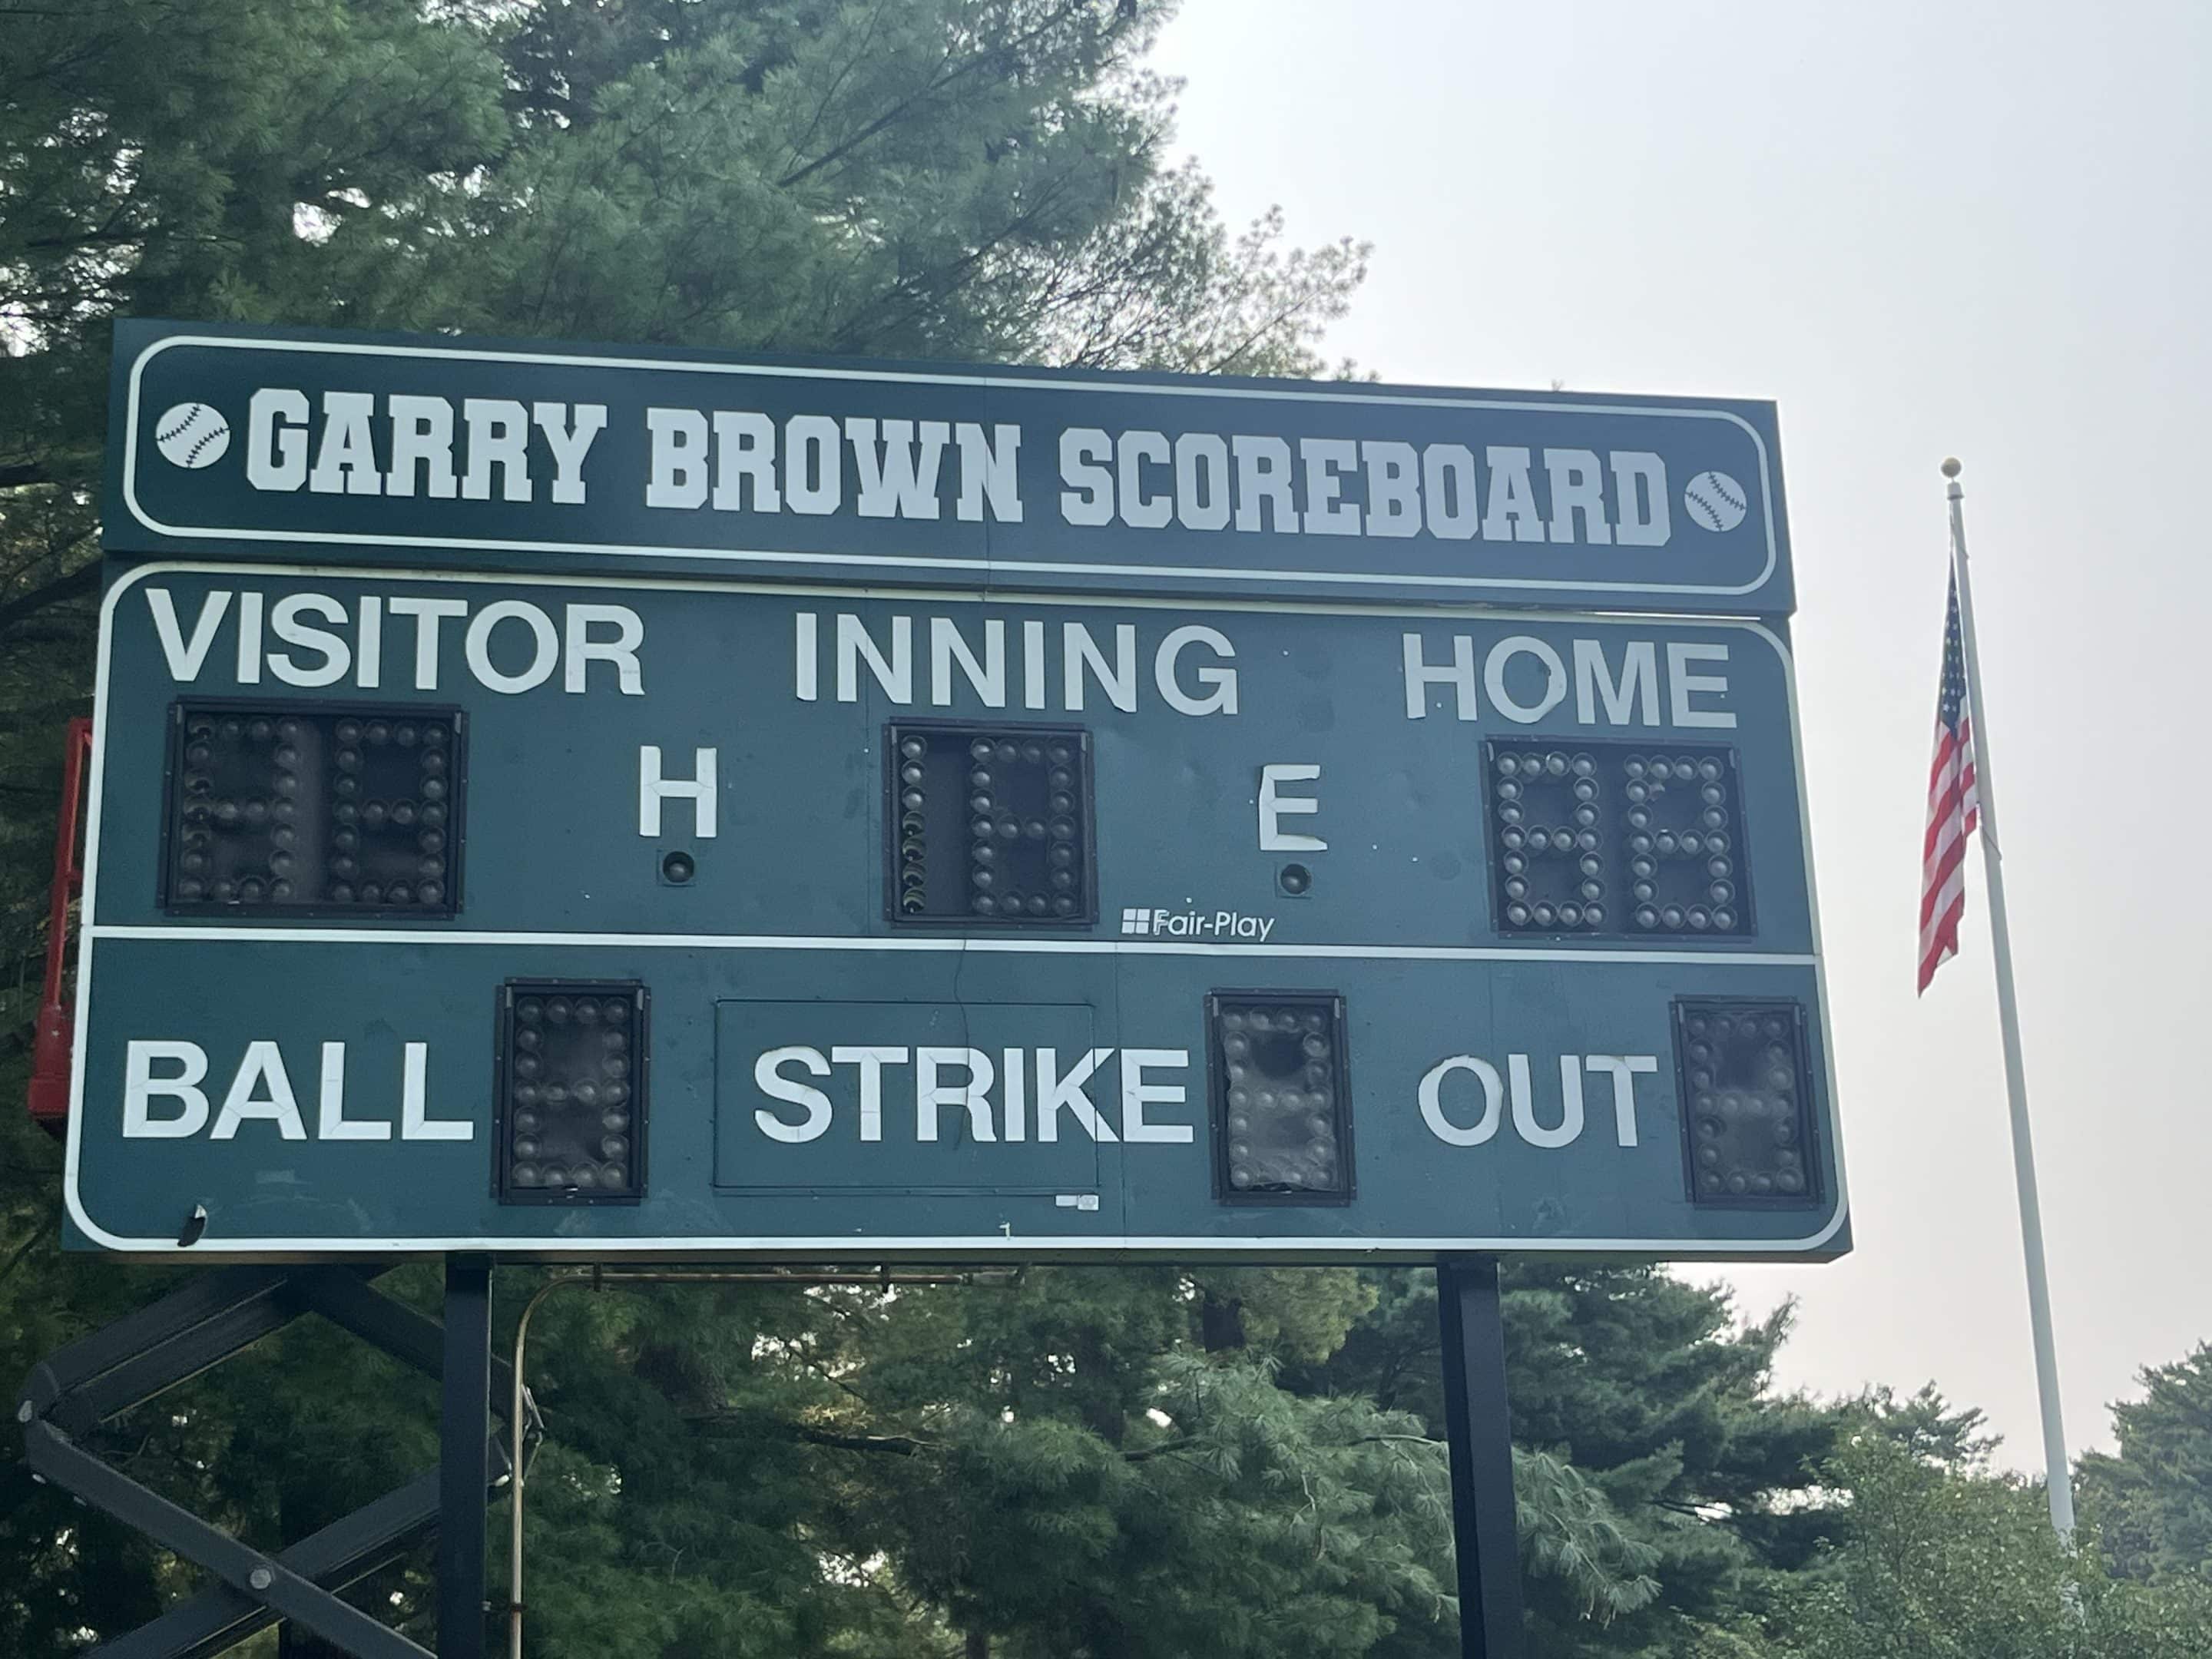 GARRY BROWN SCOREBOARD
VISITOR INNING HOME
H E
Fair-Play
BALL STRIKE OUT